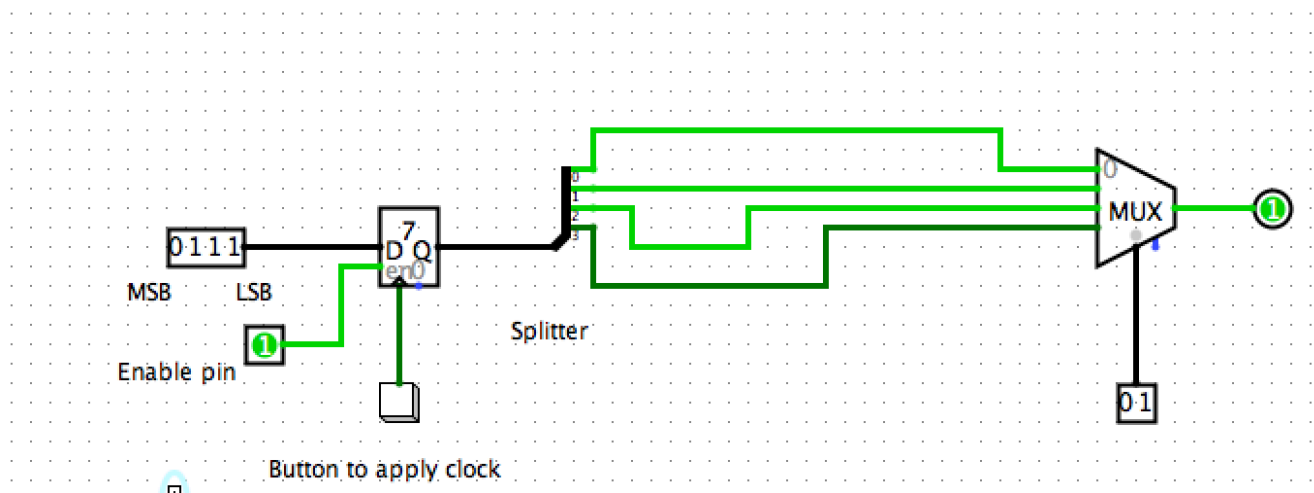 0
1
2
3
0
MUX
1
7
D Q
en0
0 1 1 1
MSB LSB
Splitter
1
Enable pin
0 1
Button to apply clock